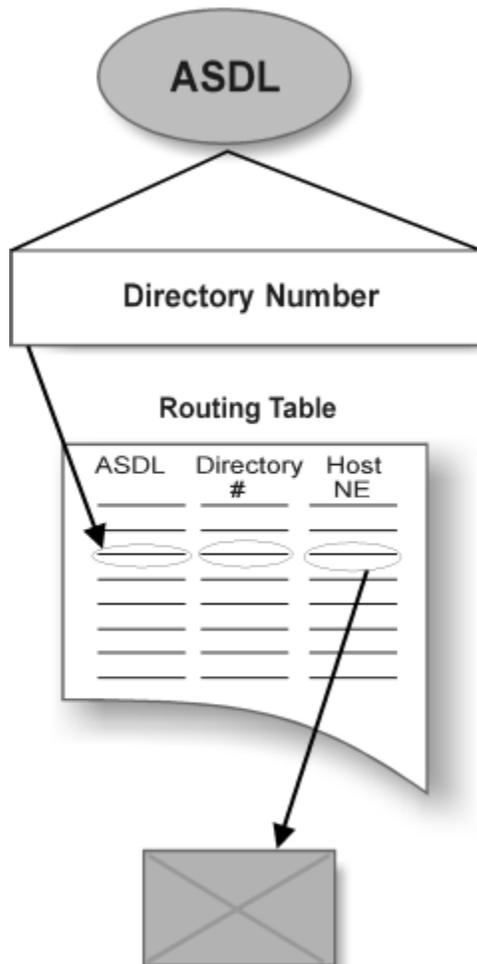 ASDL
Directory Number
Routing Table
ASDL Directory Host
# NE